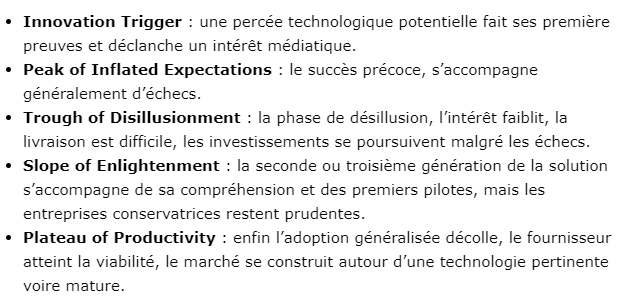 • Innovation Trigger : une percée technologique potentielle fait ses première
preuves et déclanche un intérêt médiatique.
• Peak of Inflated Expectations : le succès précoce, s’accompagne
généralement d’échecs.
• Trough of Disillusionment : la phase de désillusion, l’intérêt faiblit, la
livraison est difficile, les investissements se poursuivent malgré les échecs.
• Slope of Enlightenment : la seconde ou troisième génération de la solution
s’accompagne de sa compréhension et des premiers pilotes, mais les
entreprises conservatrices restent prudentes.
• Plateau of Productivity : enfin l’adoption généralisée décolle, le fournisseur
atteint la viabilité, le marché se construit autour d’une technologie pertinente
voire mature.